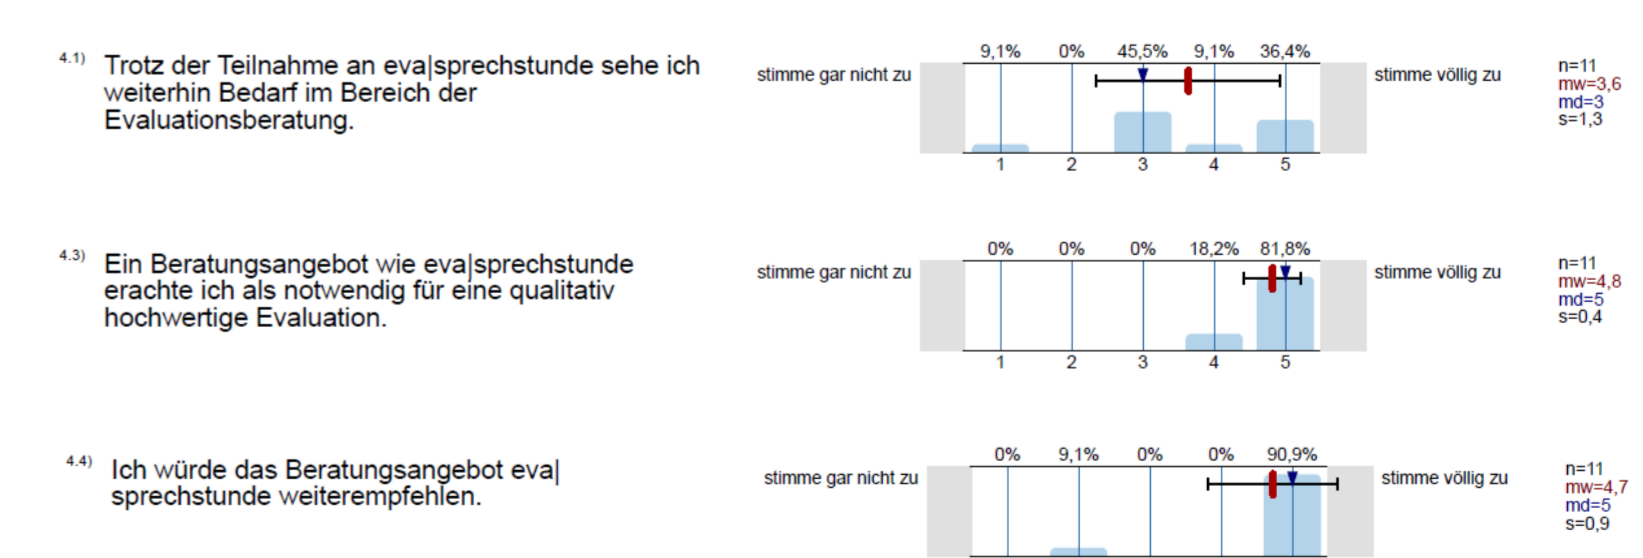 4.1) Trotz der Teilnahme an eva|sprechstunde sehe ich
weiterhin Bedarf im Bereich der
Evaluationsberatung.
9,1% 0% 45,5% 9,1% 36,4%
stimme gar nicht zu
stimme völlig zu
1 2 3 4 5
n=11
mw=3,6
md=3
s=1,3
4.3) Ein Beratungsangebot wie eva|sprechstunde
erachte ich als notwendig für eine qualitativ
hochwertige Evaluation.
0% 0% 0% 18,2% 81,8%
stimme gar nicht zu
stimme völlig zu
1 2 3 4 5
n=11
mw=4,8
md=5
s=0,4
4.4) Ich würde das Beratungsangebot eva|
sprechstunde weiterempfehlen.
0% 9,1% 0% 0% 90,9%
stimme gar nicht zu
stimme völlig zu
n=11
mw=4,7
md=5
s=0,9